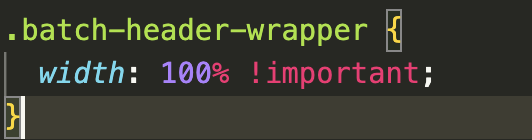 .batch-header-wrapper {
  width: 100% !important;
}